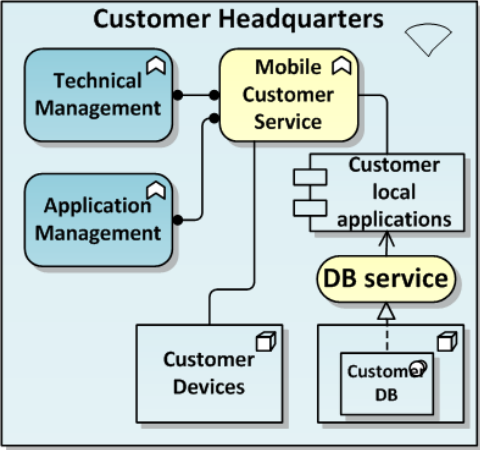 Customer Headquarters
Technical
Management
Mobile
Customer
Service
Application
Management
Customer
local
applications
DB service
Customer
Devices
Customer
DB